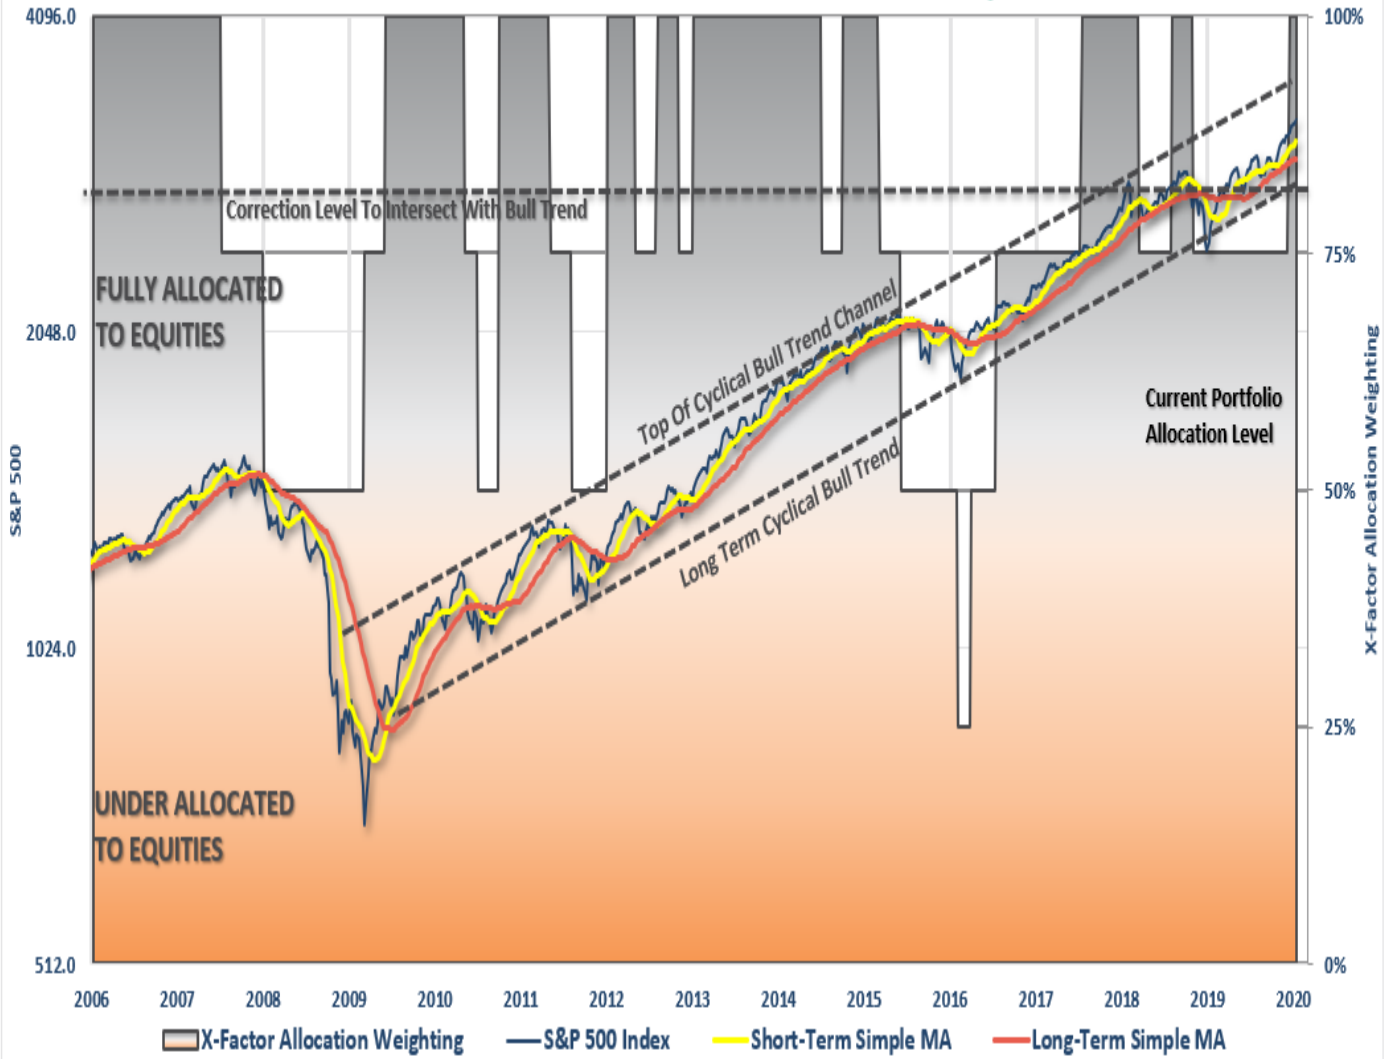 4096.0
100%
Correction Level To Intersect With Bull Trend
75%
FULLY ALLOCATED
TO EQUITIES
2048.0
Top Of Cyclical Bull Trend Channel
Current Portfolio
Allocation Level
Long Term Cyclical Bull Trend
S&P 500
X-Factor Allocation Weighting
50%
1024.0
25%
UNDER ALLOCATED
TO EQUITIES
512.0
0%
2006 2007 2008 2009 2010 2011 2012 2013 2014 2015 2016 2017 2018 2019 2020
X-Factor Allocation Weighting S&P 500 Index Short-Term Simple MA Long-Term Simple MA